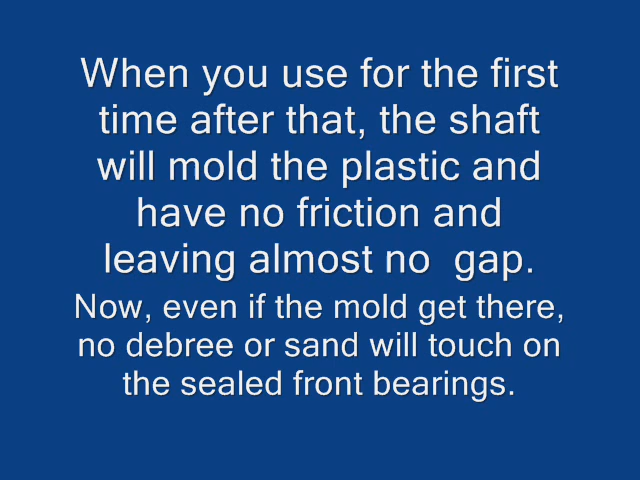 When you use for the first
time after that, the shaft
will mold the plastic and
have no friction and
leaving almost no  gap.
Now, even if the mold get there,
no debree or sand will touch on
the sealed front bearings.